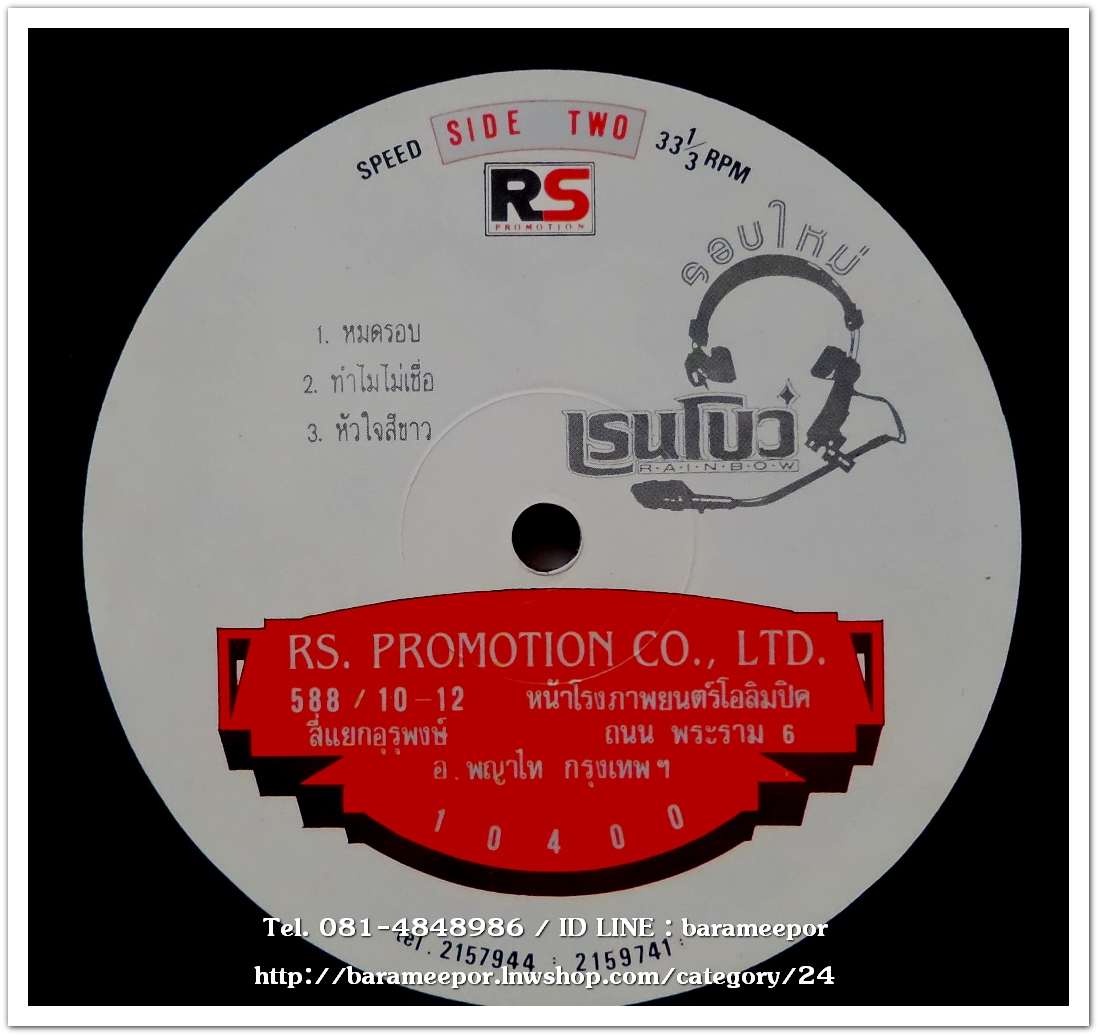 SPEED SIDE TWO 33 1/3 RPM
RS
PROMOTION
รอบใหม่
1. หมดรอบ
2. ทำไมไม่เชื่อ
3. หัวใจสีขาว
เรนโบว์
R·A·I·N·B·O·W
RS. PROMOTION CO., LTD.
588 / 10-12 หน้าโรงภาพยนตร์โอลิมปิค
สี่แยกอุรุพงษ์ ถนน พระราม 6
อ. พญาไท กรุงเทพฯ
10400
Tel. 081-4848986 / ID LINE : barameepor
tel. 2157944 : 2159741
http://barameepor.lnwshop.com/category/24